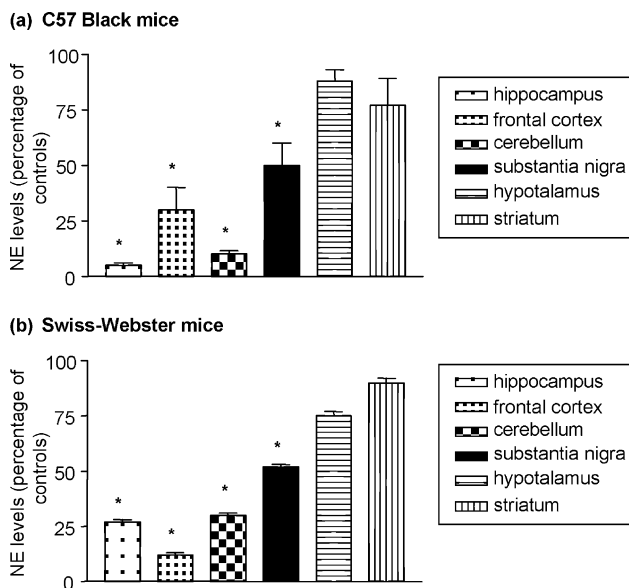 (a) C57 Black mice
NE levels (percentage of
controls)
100
75
50
25
0
*
*
*
*
hippocampus
frontal cortex
cerebellum
substantia nigra
hypotalamus
striatum
(b) Swiss-Webster mice
NE levels (percentage of
controls)
100
75
50
25
0
*
*
*
*
hippocampus
frontal cortex
cerebellum
substantia nigra
hypotalamus
striatum